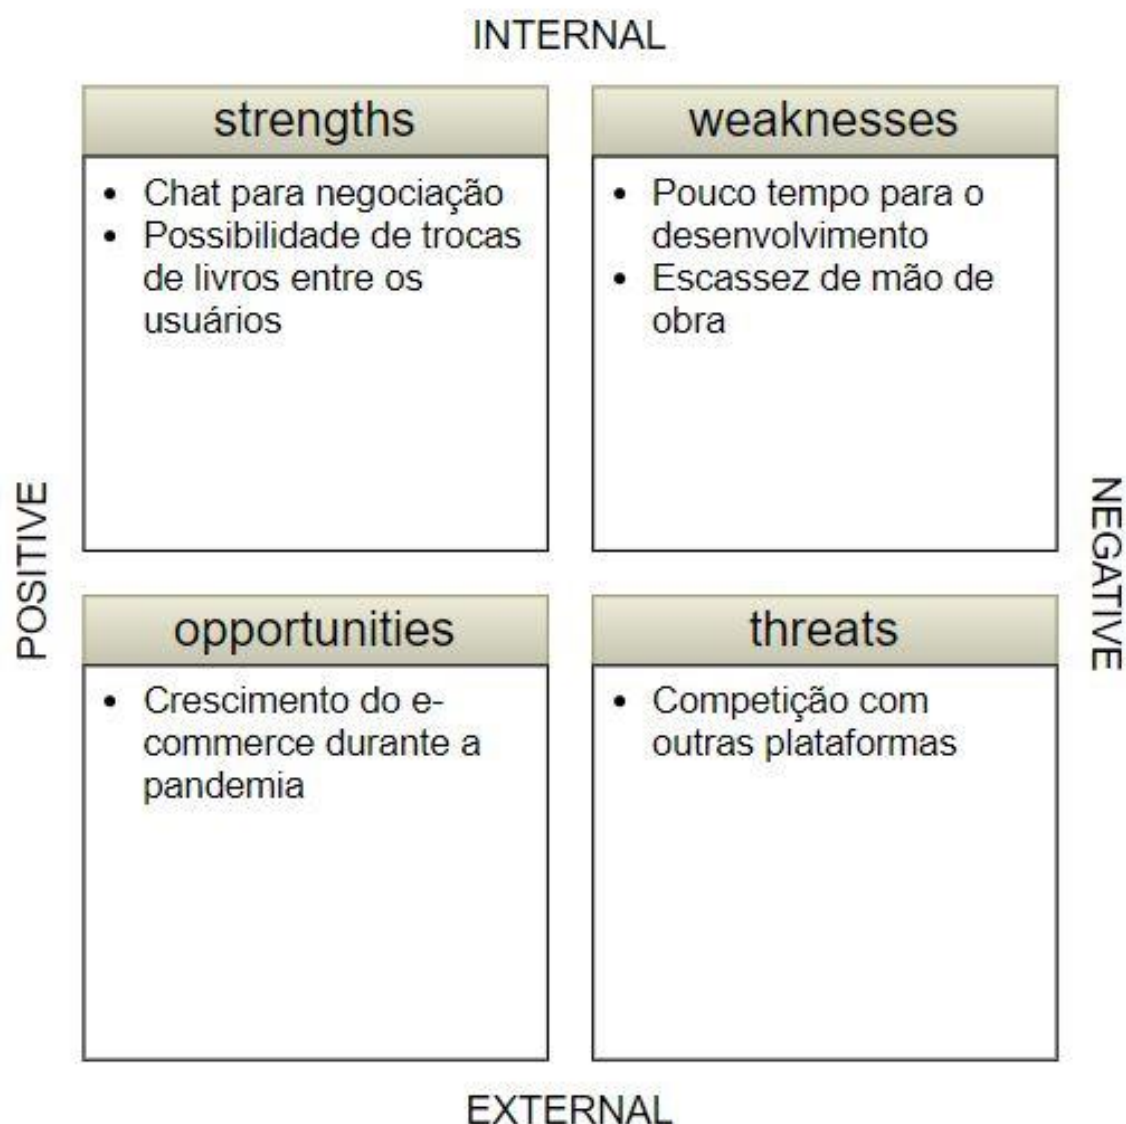 INTERNAL
strengths
• Chat para negociação
• Possibilidade de trocas
de livros entre os
usuários
weaknesses
• Pouco tempo para o
desenvolvimento
• Escassez de mão de
obra
POSITIVE
NEGATIVE
opportunities
• Crescimento do e-
commerce durante a
pandemia
threats
• Competição com
outras plataformas
EXTERNAL